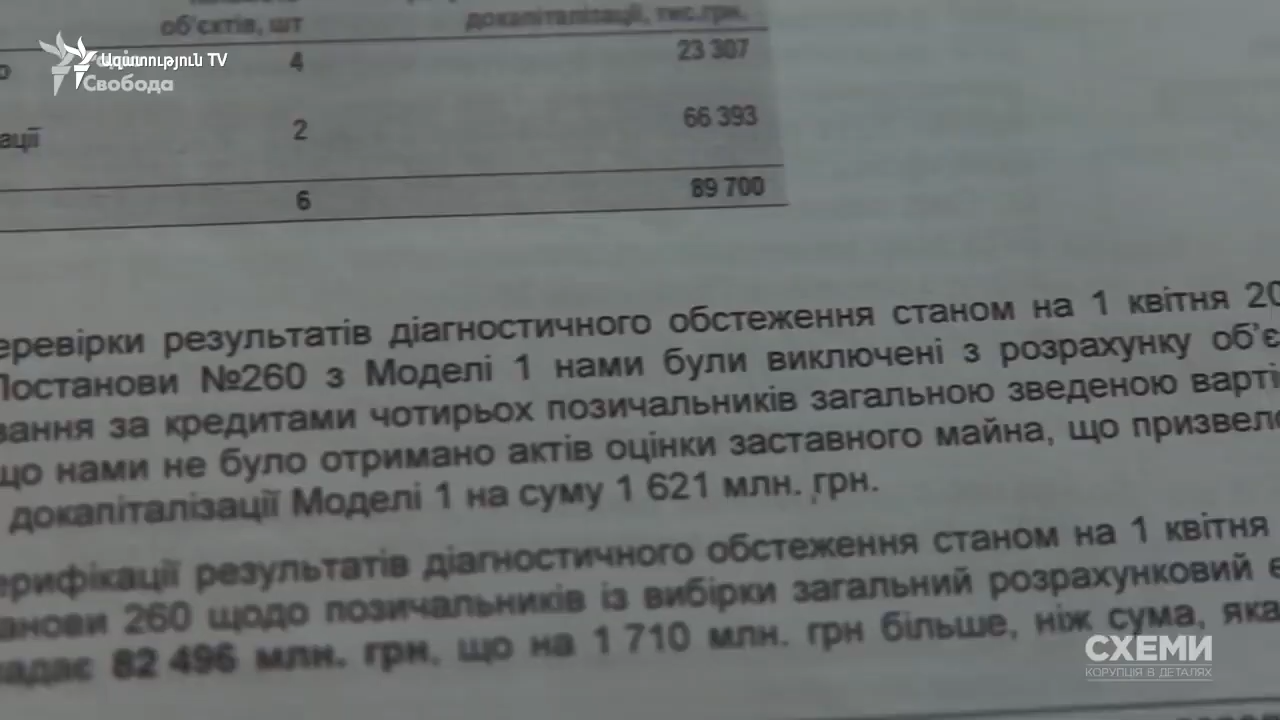 об'єктів, шт докапіталізації, тис.грн.
Ազատություն TV
Свобода
4 23 307
ації 2 66 393
6 89 700
еревірки результатів діагностичного обстеження станом на 1 квітня 20
Постанови №260 з Моделі 1 нами були виключені з розрахунку об'є
вання за кредитами чотирьох позичальників загальною зведеною варті
що нами не було отримано актів оцінки заставного майна, що призвело
докапіталізації Моделі 1 на суму 1 621 млн. грн.
ерифікації результатів діагностичного обстеження станом на 1 квітня
анови 260 щодо позичальників із вибірки загальний розрахунковий е
ладає 82 496 млн. грн, що на 1 710 млн. грн більше, ніж сума, яка
СХЕМИ
КОРУПЦІЯ В ДЕТАЛЯХ